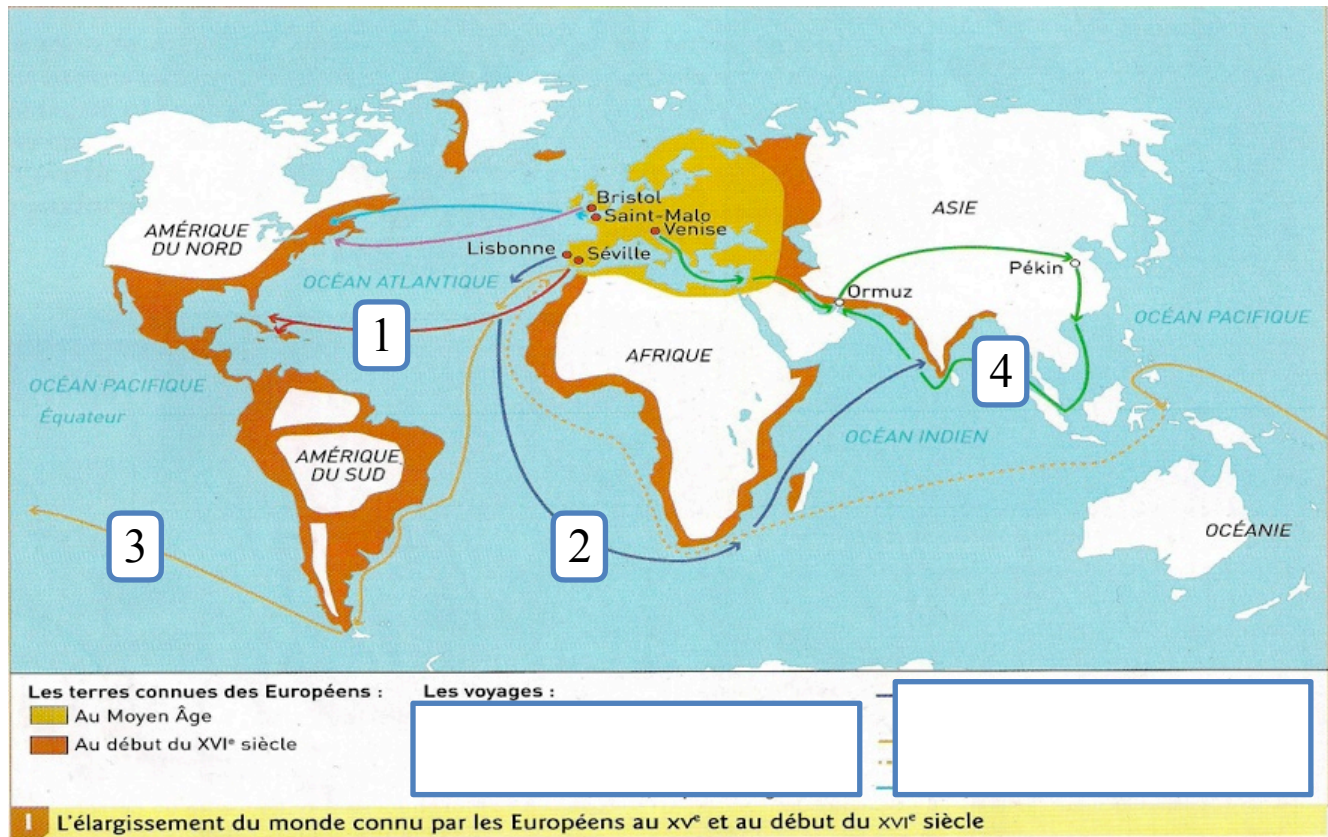 Bristol
Saint-Malo
Venise
Lisbonne
Séville
AMÉRIQUE
DU NORD
ASIE
Pékin
OCÉAN ATLANTIQUE
Ormuz
1
OCÉAN PACIFIQUE
AFRIQUE
4
OCÉAN PACIFIQUE
Équateur
OCÉAN INDIEN
AMÉRIQUE
DU SUD
3
2
OCÉANIE
Les terres connues des Européens :
Au Moyen Âge
Au début du XVIe siècle
Les voyages :
1 L'élargissement du monde connu par les Européens au XVe et au début du XVIe siècle